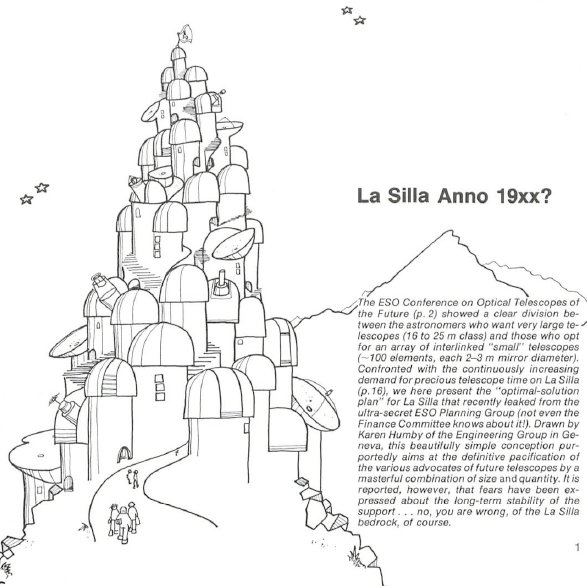 La Silla Anno 19xx?
The ESO Conference on Optical Telescopes of
the Future (p. 2) showed a clear division be-
tween the astronomers who want very large te-
lescopes (16 to 25 m class) and those who opt
for an array of interlinked "small" telescopes
(~100 elements, each 2–3 m mirror diameter).
Confronted with the continuously increasing
demand for precious telescope time on La Silla
(p.16), we here present the "optimal-solution
plan" for La Silla that recently leaked from the
ultra-secret ESO Planning Group (not even the
Finance Committee knows about it!). Drawn by
Karen Humby of the Engineering Group in Ge-
neva, this beautifully simple conception pur-
portedly aims at the definitive pacification of
the various advocates of future telescopes by a
masterful combination of size and quantity. It is
reported, however, that fears have been ex-
pressed about the long-term stability of the
support . . . no, you are wrong, of the La Silla
bedrock, of course.
1